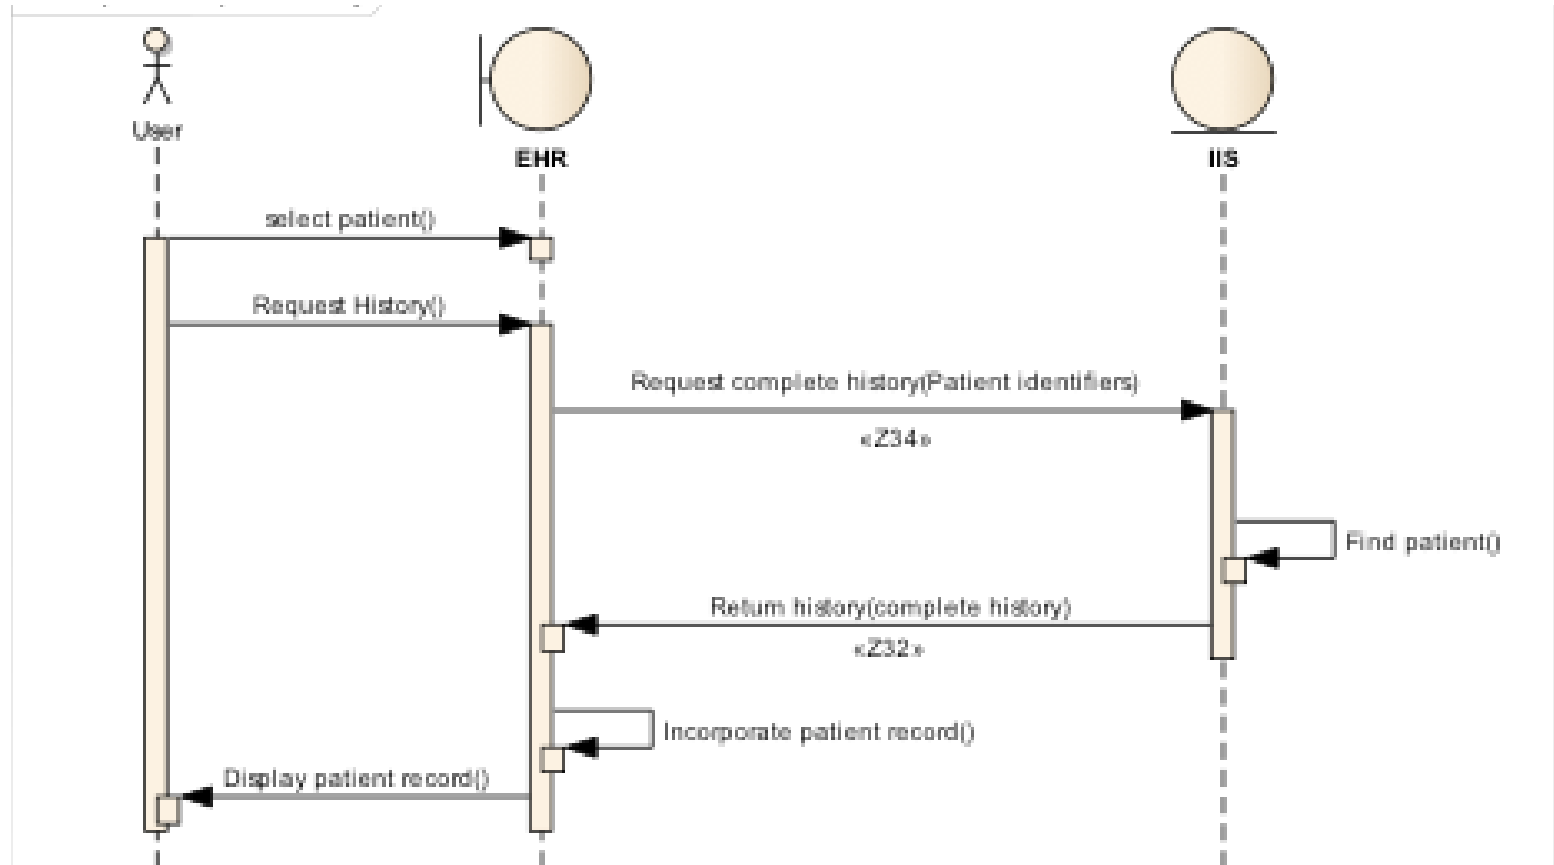 User
EHR
IIS
select patient()
Request History()
Request complete history(Patient identifiers)
«Z34»
Find patient()
Return history(complete history)
«Z32»
Incorporate patient record()
Display patient record()